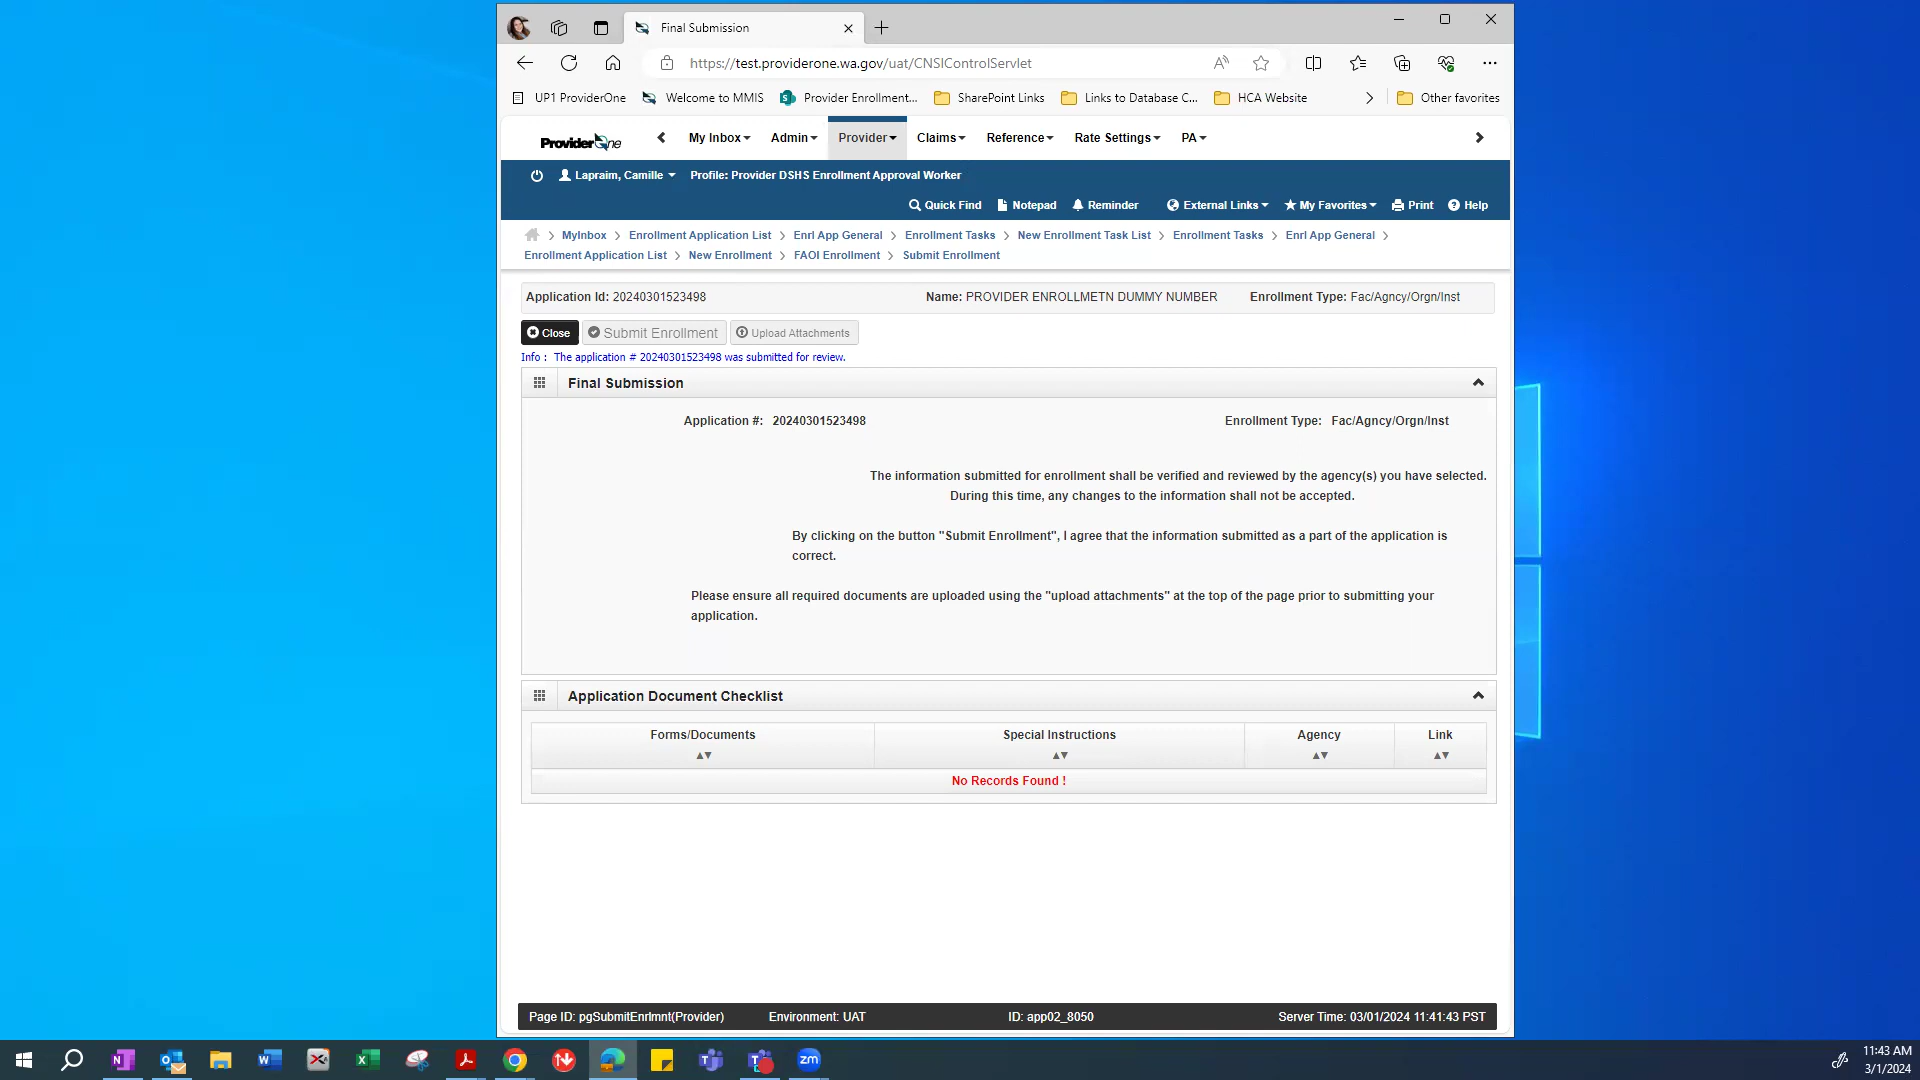 Final Submission
https://test.providerone.wa.gov/uat/CNSIControlServlet
UP1 ProviderOne Welcome to MMIS Provider Enrollment... SharePoint Links Links to Database C... HCA Website Other favorites
ProviderOne My Inbox Admin Provider Claims Reference Rate Settings PA
Lapraim, Camille Profile: Provider DSHS Enrollment Approval Worker
Quick Find Notepad Reminder External Links My Favorites Print Help
MyInbox > Enrollment Application List > Enrl App General > Enrollment Tasks > New Enrollment Task List > Enrollment Tasks > Enrl App General >
Enrollment Application List > New Enrollment > FAOI Enrollment > Submit Enrollment
Application Id: 20240301523498 Name: PROVIDER ENROLLMETN DUMMY NUMBER Enrollment Type: Fac/Agncy/Orgn/Inst
Close Submit Enrollment Upload Attachments
Info : The application # 20240301523498 was submitted for review.
Final Submission
Application #: 20240301523498 Enrollment Type: Fac/Agncy/Orgn/Inst
The information submitted for enrollment shall be verified and reviewed by the agency(s) you have selected.
During this time, any changes to the information shall not be accepted.
By clicking on the button "Submit Enrollment", I agree that the information submitted as a part of the application is
correct.
Please ensure all required documents are uploaded using the "upload attachments" at the top of the page prior to submitting your
application.
Application Document Checklist
Forms/Documents Special Instructions Agency Link
No Records Found !
Page ID: pgSubmitEnrlmnt(Provider) Environment: UAT ID: app02_8050 Server Time: 03/01/2024 11:41:43 PST
zm
11:43 AM
3/1/2024